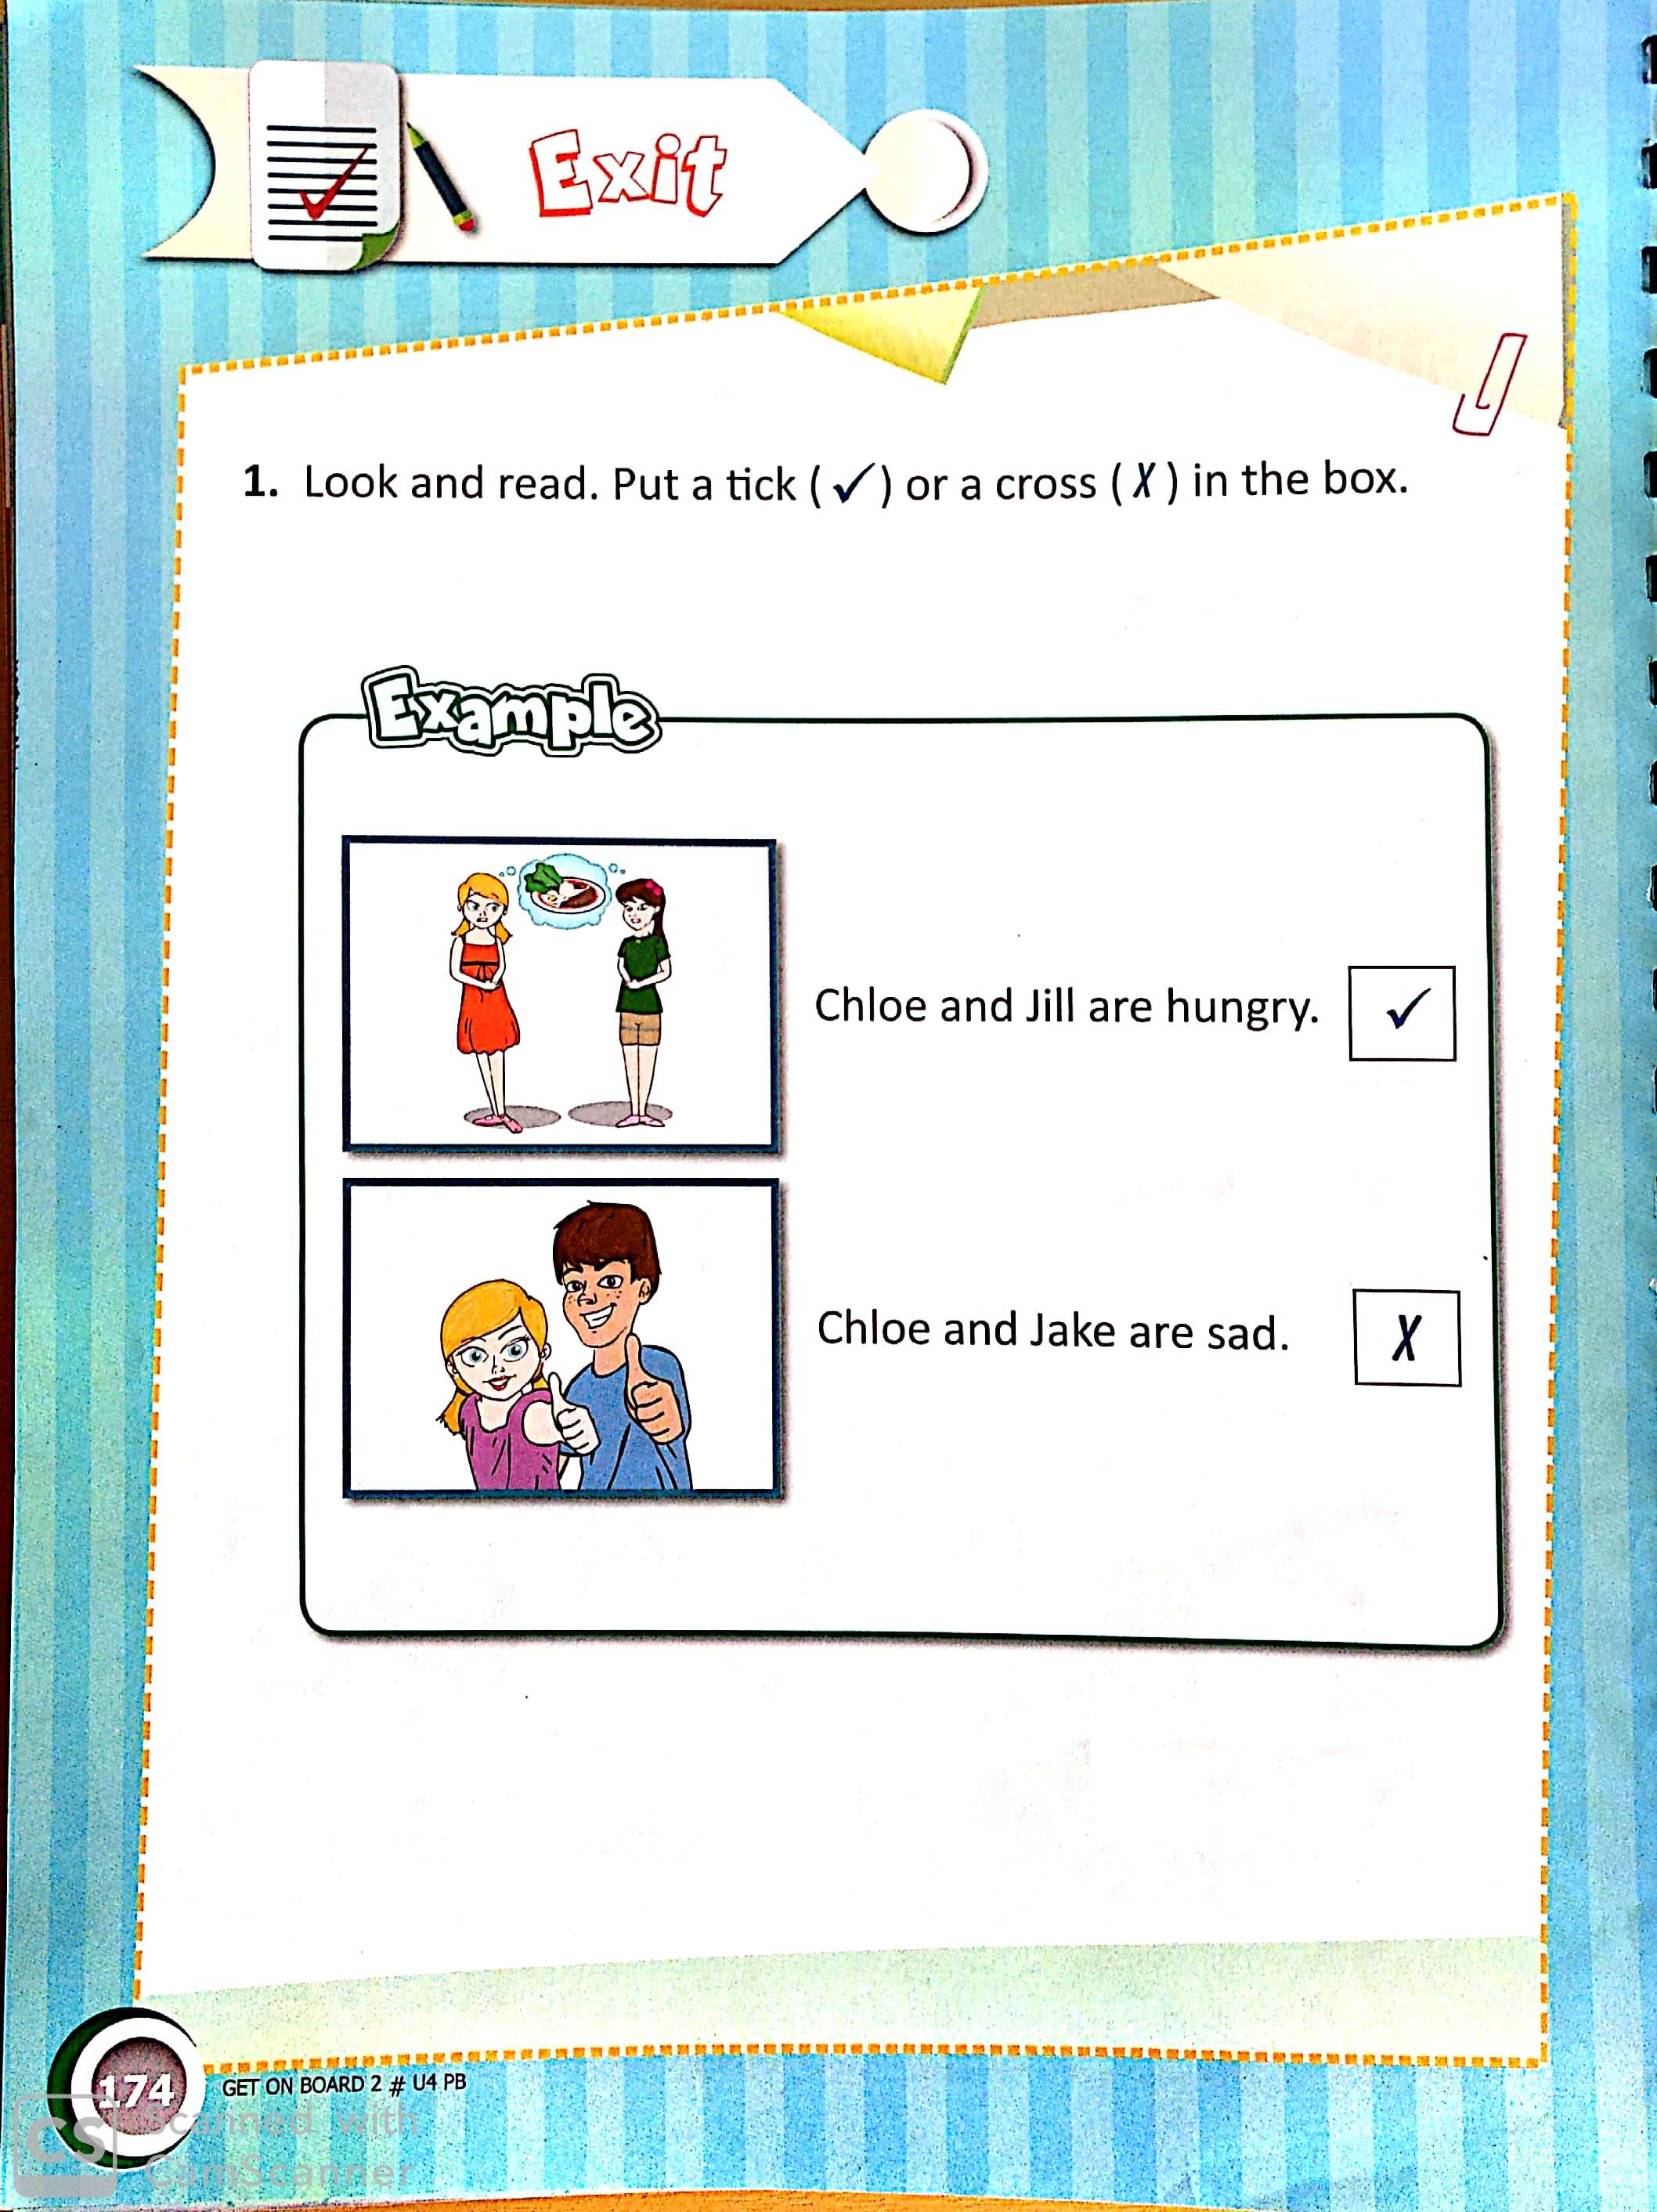 Exit
1. Look and read. Put a tick ( ✓ ) or a cross ( X ) in the box.
Example
Chloe and Jill are hungry. ✓
Chloe and Jake are sad. X
174
GET ON BOARD 2 # U4 PB
CS
Scanned with
CamScanner